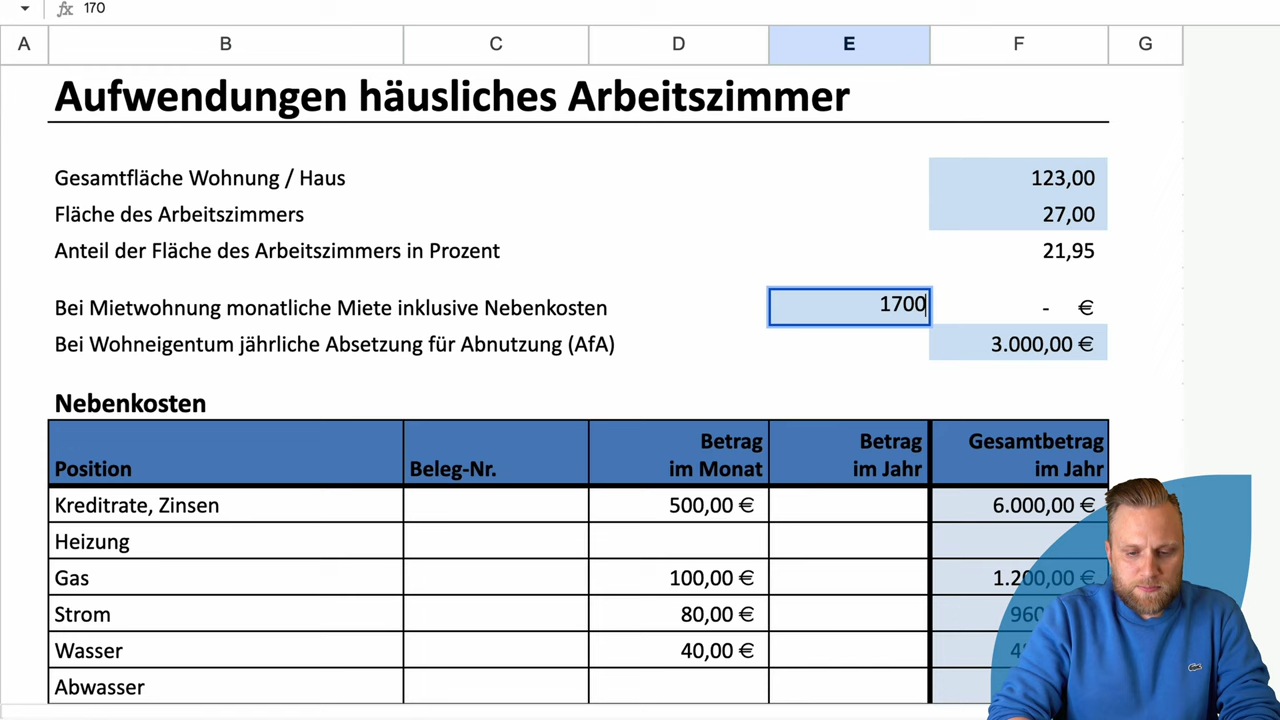 fx 170
A B C D E F G
Aufwendungen häusliches Arbeitszimmer
Gesamtfläche Wohnung / Haus 123,00
Fläche des Arbeitszimmers 27,00
Anteil der Fläche des Arbeitszimmers in Prozent 21,95
Bei Mietwohnung monatliche Miete inklusive Nebenkosten 1700 - €
Bei Wohneigentum jährliche Absetzung für Abnutzung (AfA) 3.000,00 €
Nebenkosten
Betrag Betrag Gesamtbetrag
Position Beleg-Nr. im Monat im Jahr im Jahr
Kreditrate, Zinsen 500,00 € 6.000,00 €
Heizung
Gas 100,00 € 1.200,00 €
Strom 80,00 € 960
Wasser 40,00 €
Abwasser